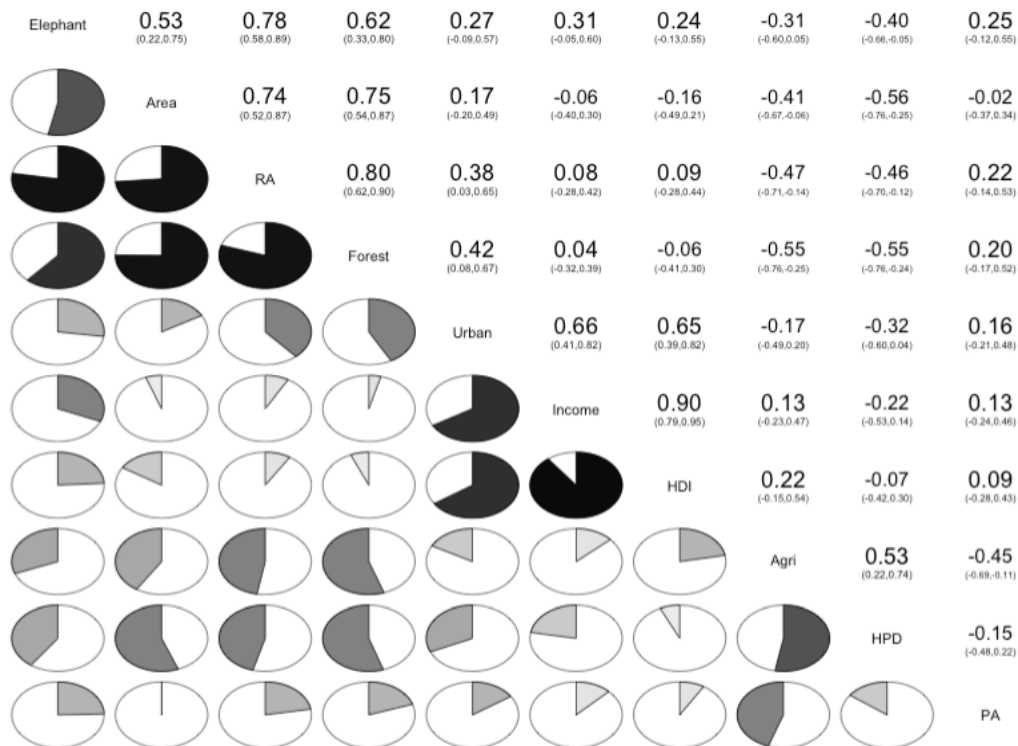 Elephant 0.53 0.78 0.62 0.27 0.31 0.24 -0.31 -0.40 0.25
(0.22,0.75) (0.58,0.89) (0.33,0.80) (-0.09,0.57) (-0.05,0.60) (-0.13,0.55) (-0.60,0.05) (-0.66,-0.05) (-0.12,0.55)
Area 0.74 0.75 0.17 -0.06 -0.16 -0.41 -0.56 -0.02
(0.52,0.87) (0.54,0.87) (-0.20,0.49) (-0.40,0.30) (-0.49,0.21) (-0.67,-0.06) (-0.76,-0.25) (-0.37,0.34)
RA 0.80 0.38 0.08 0.09 -0.47 -0.46 0.22
(0.62,0.90) (0.03,0.65) (-0.28,0.42) (-0.28,0.44) (-0.71,-0.14) (-0.70,-0.12) (-0.14,0.53)
Forest 0.42 0.04 -0.06 -0.55 -0.55 0.20
(0.08,0.67) (-0.32,0.39) (-0.41,0.30) (-0.76,-0.25) (-0.76,-0.24) (-0.17,0.52)
Urban 0.66 0.65 -0.17 -0.32 0.16
(0.41,0.82) (0.39,0.82) (-0.49,0.20) (-0.60,0.04) (-0.21,0.48)
Income 0.90 0.13 -0.22 0.13
(0.79,0.95) (-0.23,0.47) (-0.53,0.14) (-0.24,0.46)
HDI 0.22 -0.07 0.09
(-0.15,0.54) (-0.42,0.30) (-0.28,0.43)
Agri 0.53 -0.45
(0.22,0.74) (-0.69,-0.11)
HPD -0.15
(-0.48,0.22)
PA